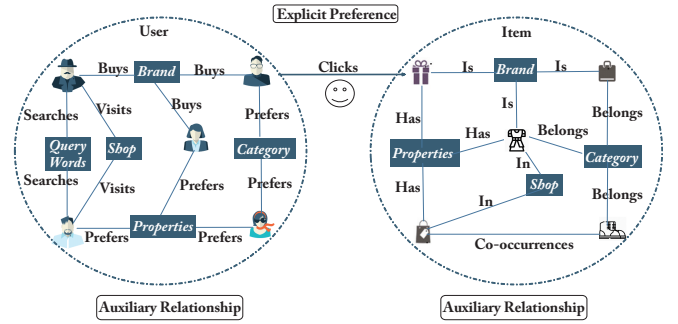 Explicit Preference
User
Item
Buys
Brand
Buys
Clicks
Is
Brand
Is
Searches
Visits
Buys
Prefers
Has
Is
Belongs
Query
Words
Shop
Category
Properties
Has
Belongs
Category
Searches
Visits
Prefers
Prefers
Has
In
Shop
Belongs
In
Prefers
Properties
Prefers
Co-occurrences
Auxiliary Relationship
Auxiliary Relationship